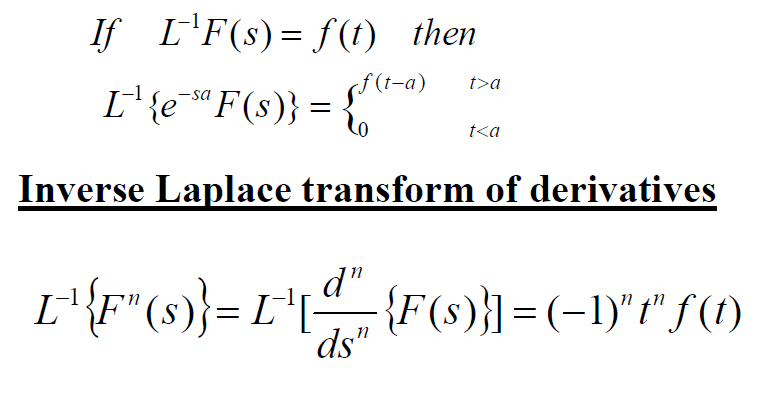 If L⁻¹F(s) = f(t) then
L⁻¹{e⁻ˢᵃF(s)} = { f(t−a) t>a
0 t<a
Inverse Laplace transform of derivatives
L⁻¹{Fⁿ(s)} = L⁻¹[dⁿ/dsⁿ {F(s)}] = (−1)ⁿ tⁿ f(t)